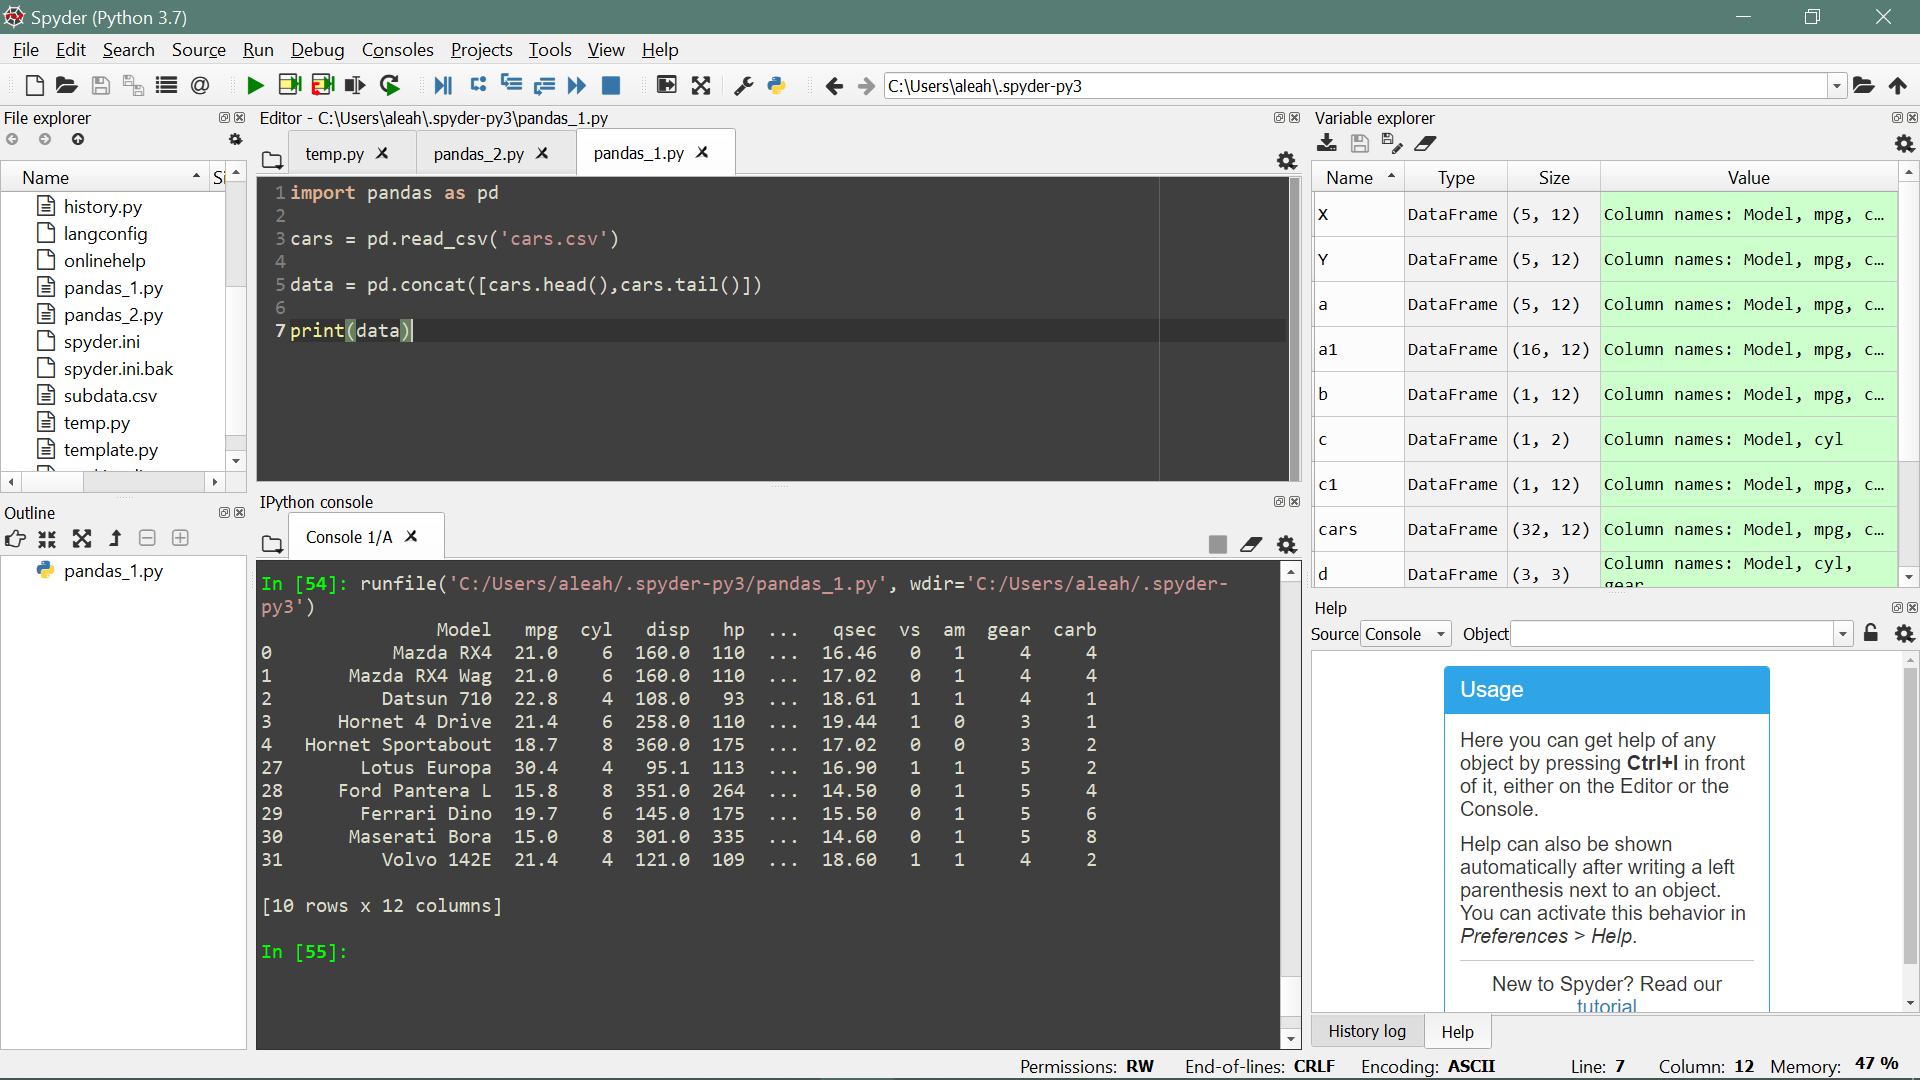 Spyder (Python 3.7)
File Edit Search Source Run Debug Consoles Projects Tools View Help
C:\Users\aleah\.spyder-py3
File explorer
Name
history.py
langconfig
onlinehelp
pandas_1.py
pandas_2.py
spyder.ini
spyder.ini.bak
subdata.csv
temp.py
template.py
Outline
pandas_1.py
Editor - C:\Users\aleah\.spyder-py3\pandas_1.py
temp.py pandas_2.py pandas_1.py
1 import pandas as pd
2
3 cars = pd.read_csv('cars.csv')
4
5 data = pd.concat([cars.head(),cars.tail()])
6
7 print(data)
IPython console
Console 1/A
In [54]: runfile('C:/Users/aleah/.spyder-py3/pandas_1.py', wdir='C:/Users/aleah/.spyder-
py3')
Model mpg cyl disp hp ... qsec vs am gear carb
0 Mazda RX4 21.0 6 160.0 110 ... 16.46 0 1 4 4
1 Mazda RX4 Wag 21.0 6 160.0 110 ... 17.02 0 1 4 4
2 Datsun 710 22.8 4 108.0 93 ... 18.61 1 1 4 1
3 Hornet 4 Drive 21.4 6 258.0 110 ... 19.44 1 0 3 1
4 Hornet Sportabout 18.7 8 360.0 175 ... 17.02 0 0 3 2
27 Lotus Europa 30.4 4 95.1 113 ... 16.90 1 1 5 2
28 Ford Pantera L 15.8 8 351.0 264 ... 14.50 0 1 5 4
29 Ferrari Dino 19.7 6 145.0 175 ... 15.50 0 1 5 6
30 Maserati Bora 15.0 8 301.0 335 ... 14.60 0 1 5 8
31 Volvo 142E 21.4 4 121.0 109 ... 18.60 1 1 4 2
[10 rows x 12 columns]
In [55]:
Variable explorer
Name Type Size Value
X DataFrame (5, 12) Column names: Model, mpg, c...
Y DataFrame (5, 12) Column names: Model, mpg, c...
a DataFrame (5, 12) Column names: Model, mpg, c...
a1 DataFrame (16, 12) Column names: Model, mpg, c...
b DataFrame (1, 12) Column names: Model, mpg, c...
c DataFrame (1, 2) Column names: Model, cyl
c1 DataFrame (1, 12) Column names: Model, mpg, c...
cars DataFrame (32, 12) Column names: Model, mpg, c...
d DataFrame (3, 3) Column names: Model, cyl,
gear
Help
Source Console Object
Usage
Here you can get help of any
object by pressing Ctrl+I in front
of it, either on the Editor or the
Console.
Help can also be shown
automatically after writing a left
parenthesis next to an object.
You can activate this behavior in
Preferences > Help.
New to Spyder? Read our
tutorial
History log Help
Permissions: RW End-of-lines: CRLF Encoding: ASCII Line: 7 Column: 12 Memory: 47 %